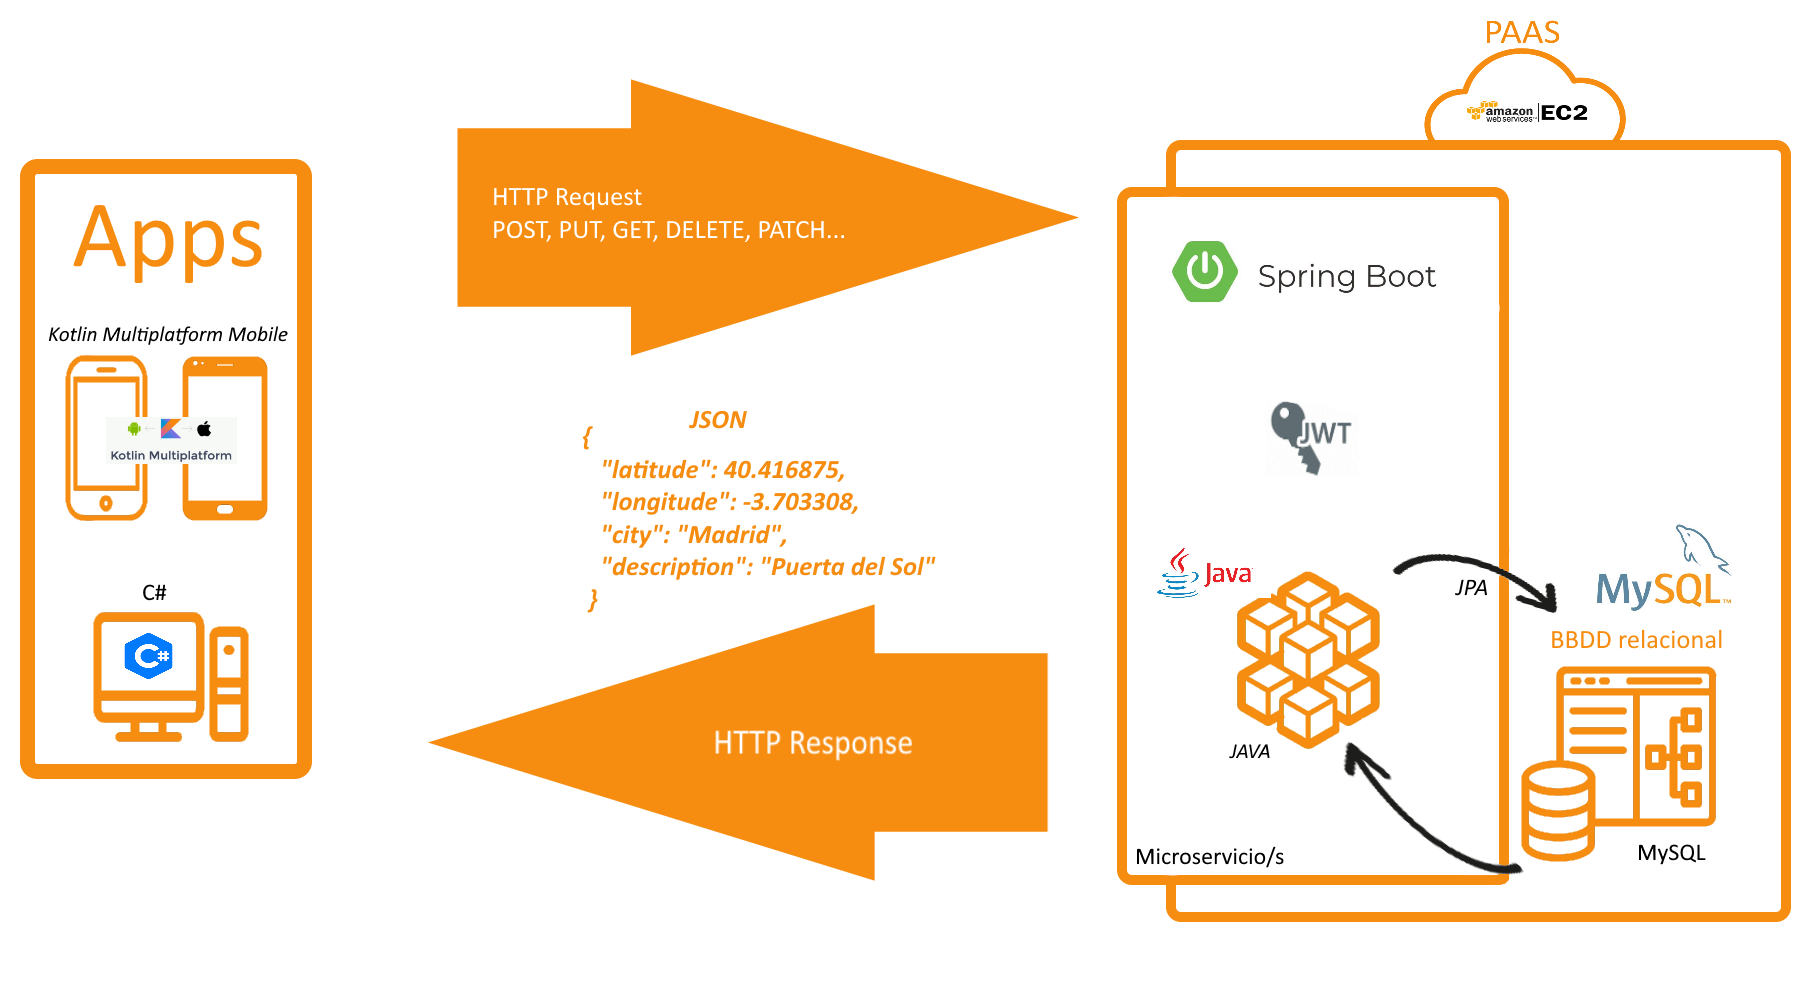 PAAS
amazon
web services™
EC2
Apps
Kotlin Multiplatform Mobile
Kotlin Multiplatform
C#
C#
HTTP Request
POST, PUT, GET, DELETE, PATCH...
JSON
{
"latitude": 40.416875,
"longitude": -3.703308,
"city": "Madrid",
"description": "Puerta del Sol"
}
HTTP Response
Spring Boot
JWT
Java
JAVA
Microservicio/s
JPA
MySQL™
BBDD relacional
MySQL